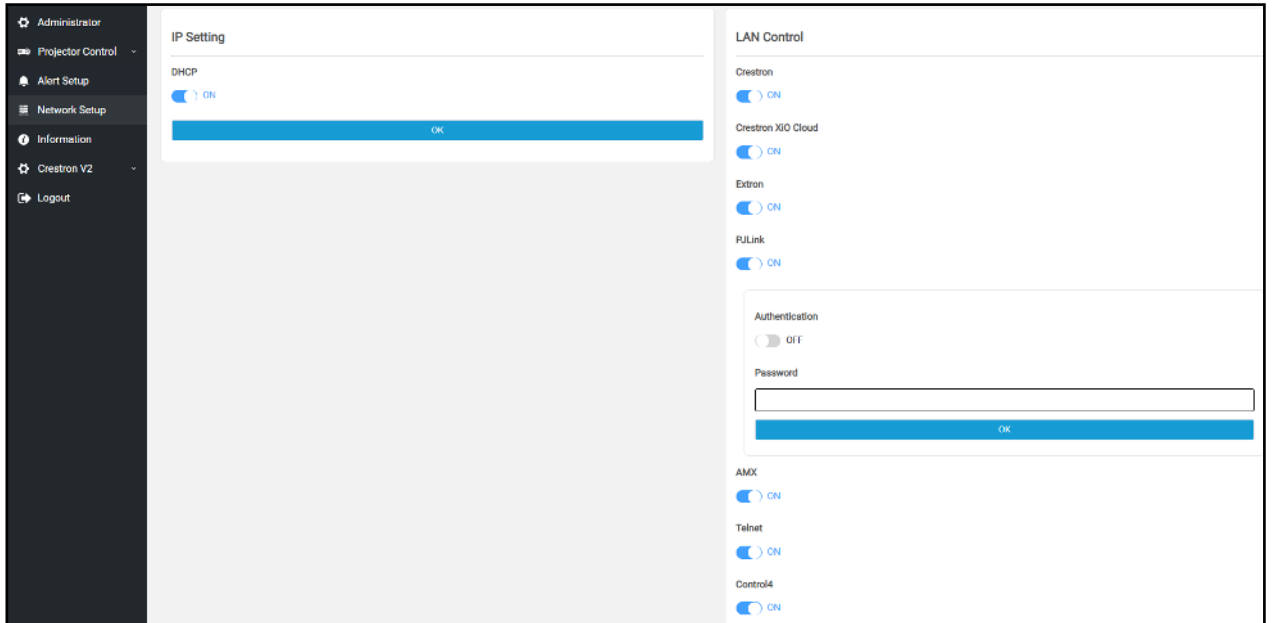 Administrator
Projector Control
Alert Setup
Network Setup
Information
Crestron V2
Logout
IP Setting
DHCP
ON
OK
LAN Control
Crestron
ON
Crestron XiO Cloud
ON
Extron
ON
PJLink
ON
Authentication
OFF
Password
OK
AMX
ON
Telnet
ON
Control4
ON